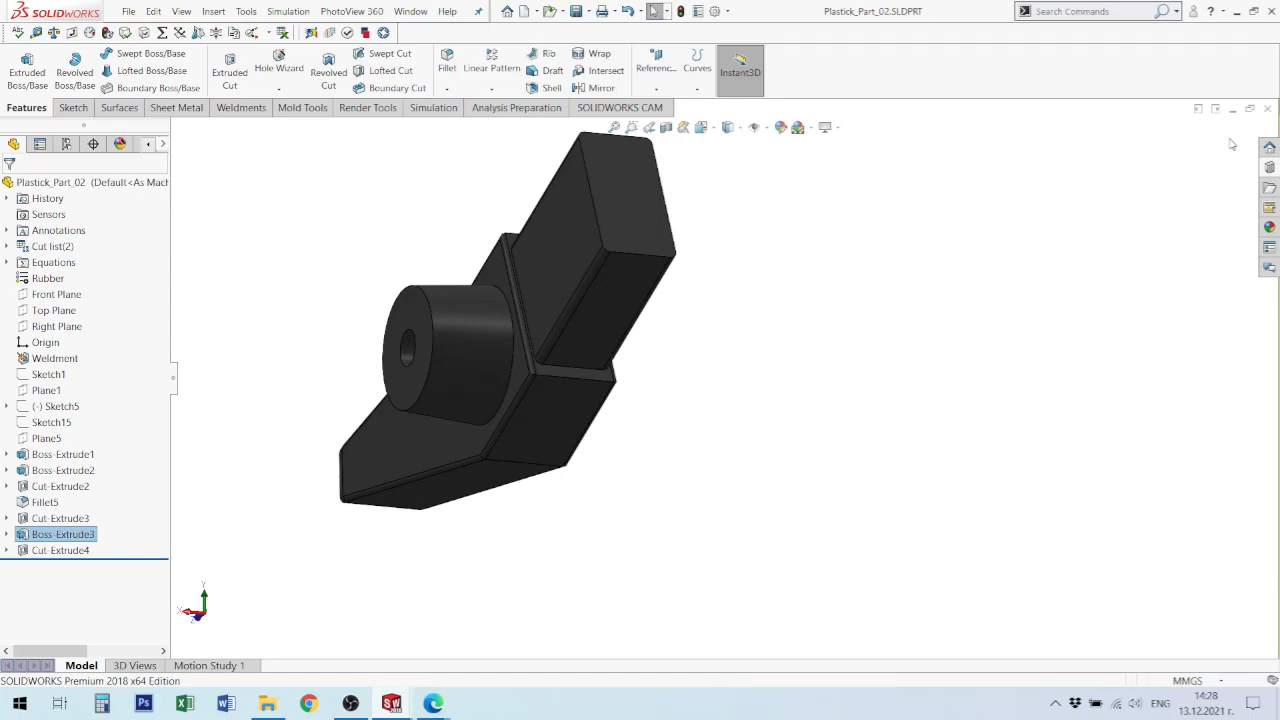 SOLIDWORKS File Edit View Insert Tools Simulation PhotoView 360 Window Help Plastick_Part_02.SLDPRT Search Commands
Extruded Boss/Base Revolved Boss/Base Swept Boss/Base Lofted Boss/Base Boundary Boss/Base Extruded Cut Hole Wizard Revolved Cut Swept Cut Lofted Cut Boundary Cut Fillet Linear Pattern Rib Draft Shell Wrap Intersect Mirror Referenc... Curves Instant3D
Features Sketch Surfaces Sheet Metal Weldments Mold Tools Render Tools Simulation Analysis Preparation SOLIDWORKS CAM
Plastick_Part_02 (Default<As Mach
History
Sensors
Annotations
Cut list(2)
Equations
Rubber
Front Plane
Top Plane
Right Plane
Origin
Weldment
Sketch1
Plane1
(-) Sketch5
Sketch15
Plane5
Boss-Extrude1
Boss-Extrude2
Cut-Extrude2
Fillet5
Cut-Extrude3
Boss-Extrude3
Cut-Extrude4
Y
X
Z
Model 3D Views Motion Study 1
SOLIDWORKS Premium 2018 x64 Edition MMGS
ЕНГ 14:28
13.12.2021 г.